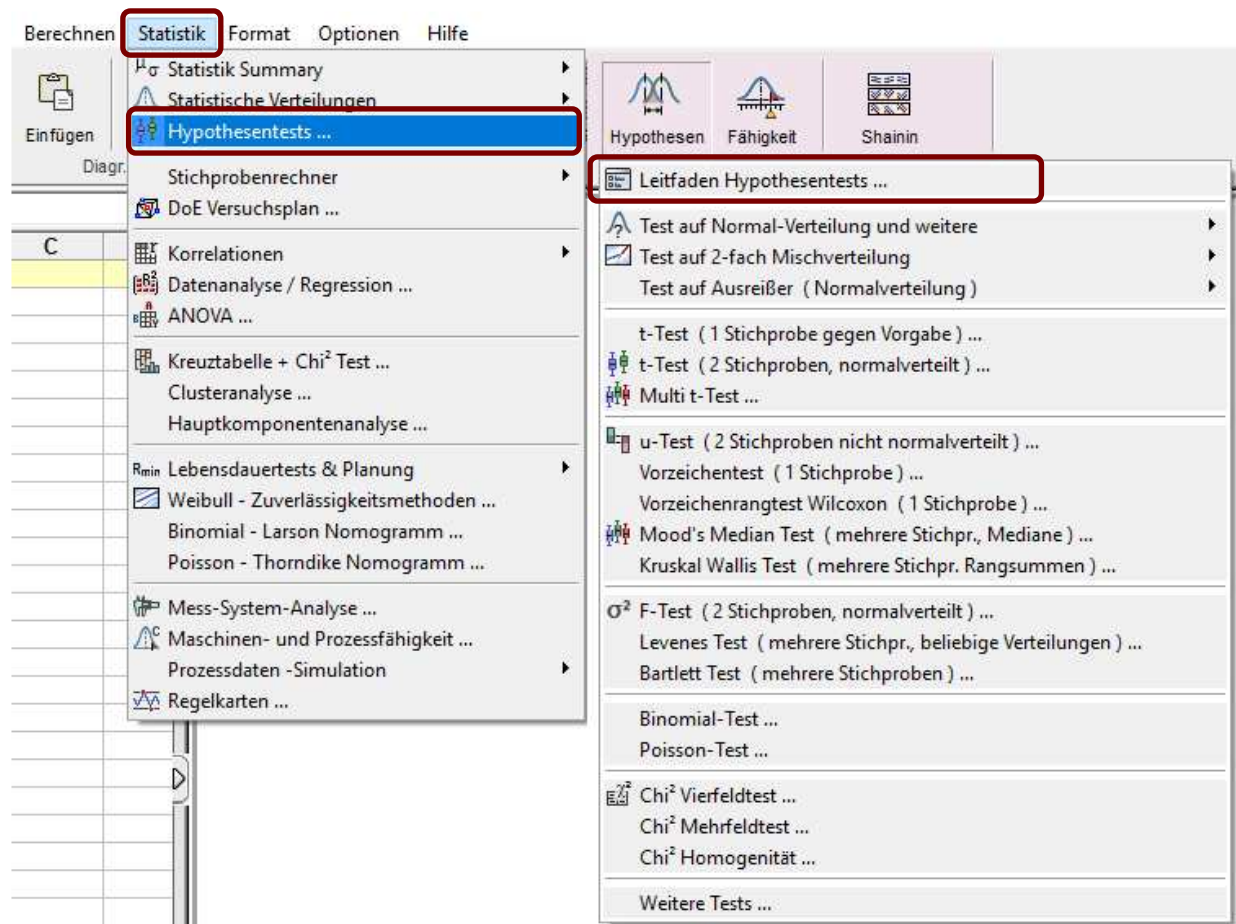 Berechnen Statistik Format Optionen Hilfe
Einfügen
Diagr.
Hypothesen Fähigkeit Shainin
C
μσ Statistik Summary
Statistische Verteilungen
Hypothesentests ...
Stichprobenrechner
DoE Versuchsplan ...
Korrelationen
Datenanalyse / Regression ...
ANOVA ...
Kreuztabelle + Chi² Test ...
Clusteranalyse ...
Hauptkomponentenanalyse ...
Rmin Lebensdauertests & Planung
Weibull - Zuverlässigkeitsmethoden ...
Binomial - Larson Nomogramm ...
Poisson - Thorndike Nomogramm ...
Mess-System-Analyse ...
Maschinen- und Prozessfähigkeit ...
Prozessdaten -Simulation
Regelkarten ...
Leitfaden Hypothesentests ...
Test auf Normal-Verteilung und weitere
Test auf 2-fach Mischverteilung
Test auf Ausreißer ( Normalverteilung )
t-Test ( 1 Stichprobe gegen Vorgabe ) ...
t-Test ( 2 Stichproben, normalverteilt ) ...
Multi t-Test ...
u-Test ( 2 Stichproben nicht normalverteilt ) ...
Vorzeichentest ( 1 Stichprobe ) ...
Vorzeichenrangtest Wilcoxon ( 1 Stichprobe ) ...
Mood's Median Test ( mehrere Stichpr., Mediane ) ...
Kruskal Wallis Test ( mehrere Stichpr. Rangsummen ) ...
σ² F-Test ( 2 Stichproben, normalverteilt ) ...
Levenes Test ( mehrere Stichpr., beliebige Verteilungen ) ...
Bartlett Test ( mehrere Stichproben ) ...
Binomial-Test ...
Poisson-Test ...
Chi² Vierfeldtest ...
Chi² Mehrfeldtest ...
Chi² Homogenität ...
Weitere Tests ...